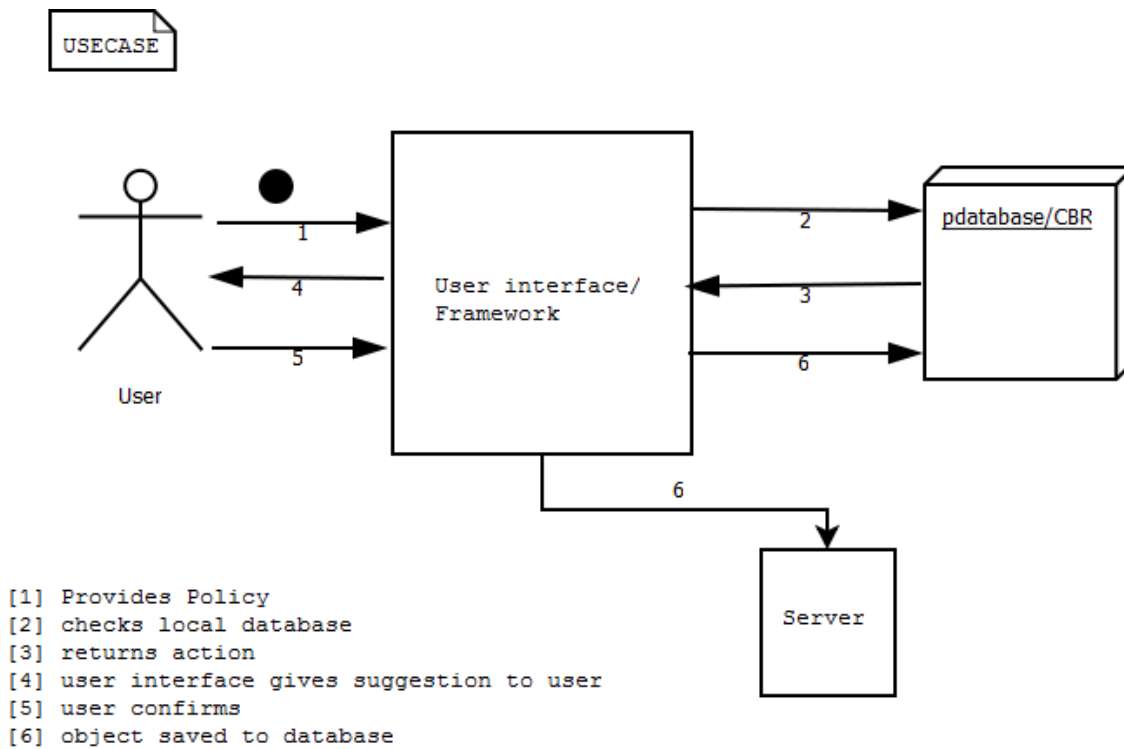 USECASE
1
2
pdatabase/CBR
4
User interface/
Framework
3
5
6
User
6
Server
[1] Provides Policy
[2] checks local database
[3] returns action
[4] user interface gives suggestion to user
[5] user confirms
[6] object saved to database